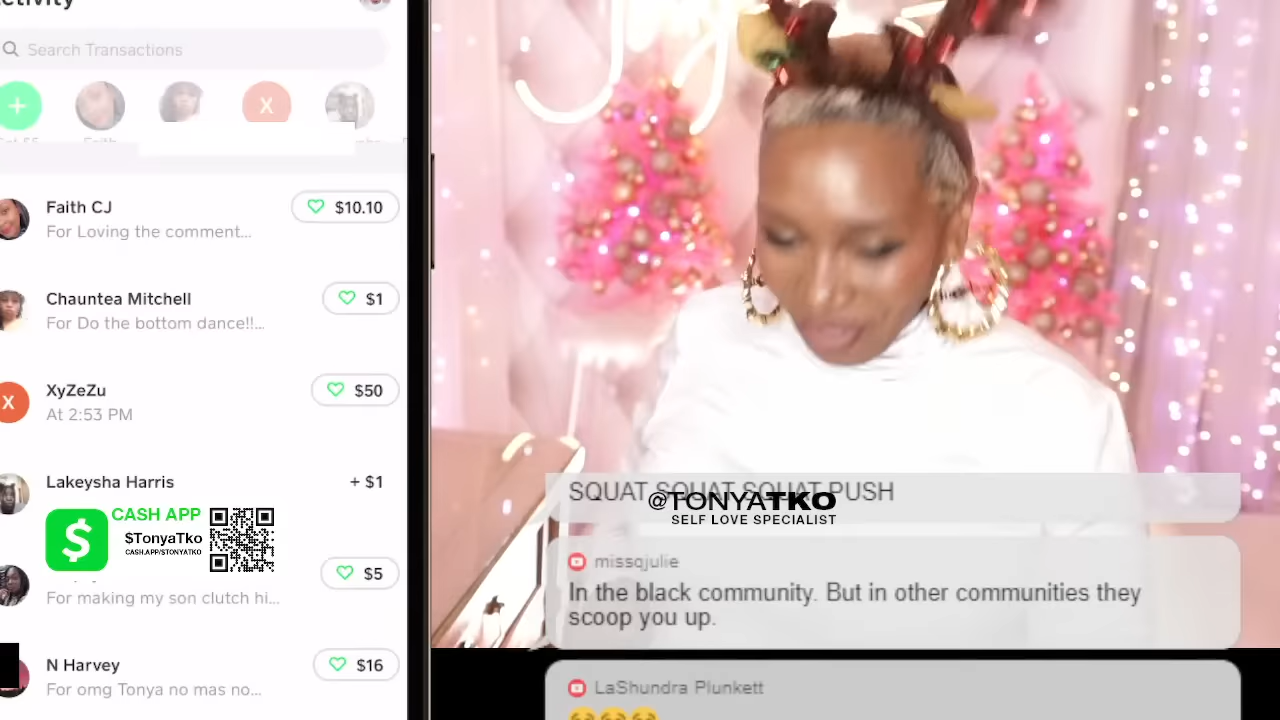 Activity
Search Transactions
X
Faith CJ
$10.10
For Loving the comment...
Chauntea Mitchell
$1
For Do the bottom dance!!...
X
XyZeZu
$50
At 2:53 PM
Lakeysha Harris
+ $1
CASH APP
$TonyaTko
CASH.APP/$TONYATKO
$5
For making my son clutch hi...
N Harvey
$16
For omg Tonya no mas no...
SQUAT SQUAT SQUAT PUSH
@TONYATKO
SELF LOVE SPECIALIST
missqjulie
In the black community. But in other communities they
scoop you up.
LaShundra Plunkett